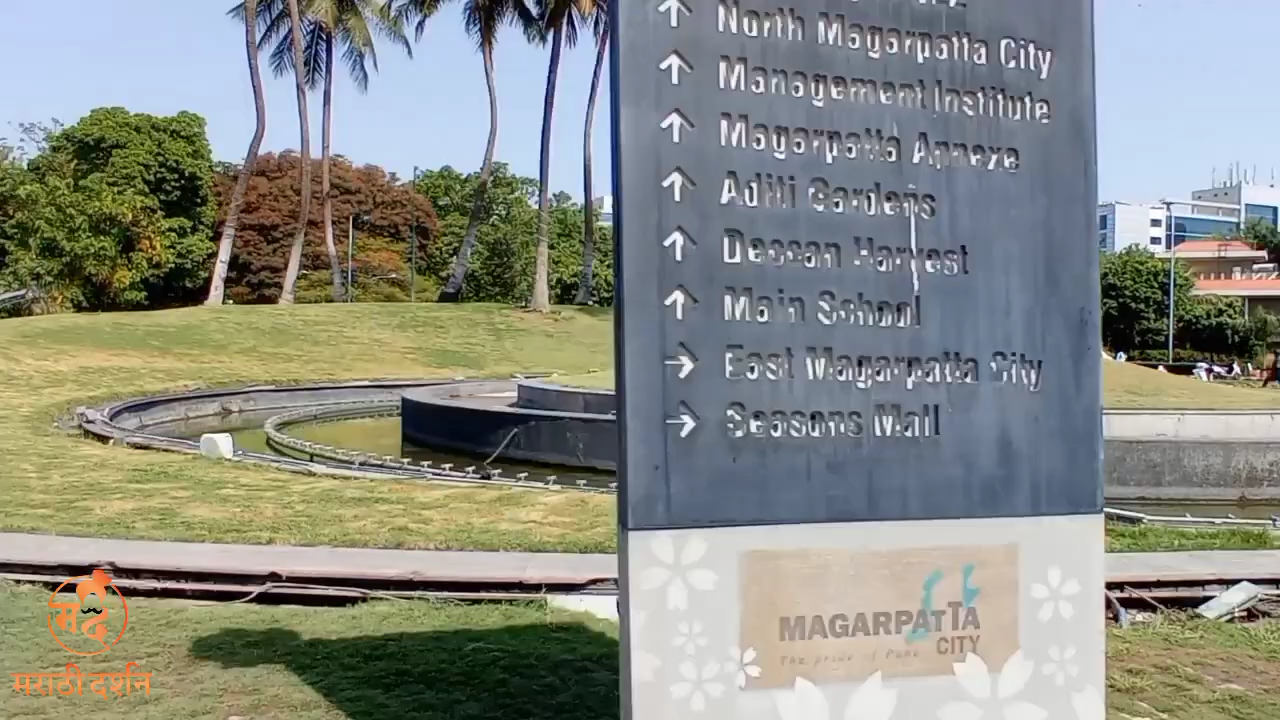 North Magarpatta City
Management Institute
Magarpatta Annexe
Aditi Gardens
Deccan Harvest
Main School
East Magarpatta City
Seasons Mall
MAGARPATTA
CITY
The pride of Pune
मद
मराठी दर्शन